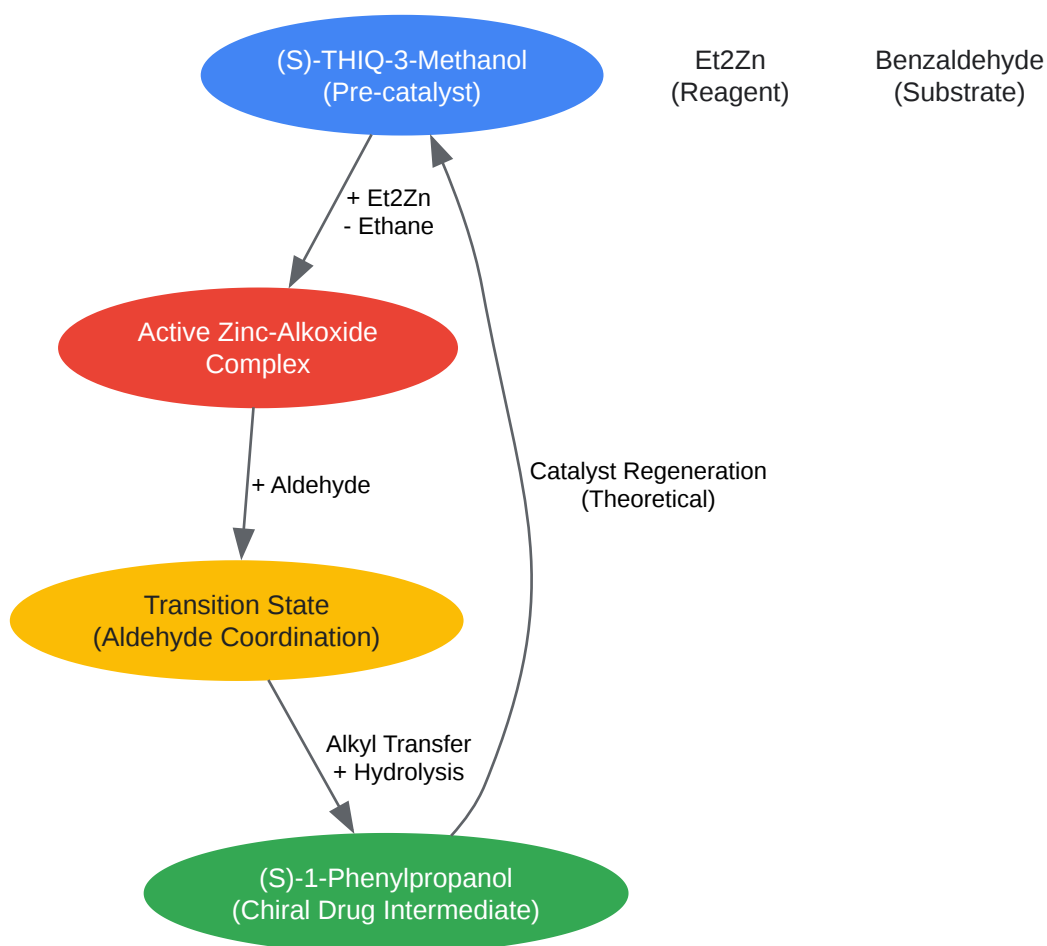 (S)-THIQ-3-Methanol
(Pre-catalyst)
Et2Zn
(Reagent)
Benzaldehyde
(Substrate)
+ Et2Zn
- Ethane
Active Zinc-Alkoxide
Complex
+ Aldehyde
Catalyst Regeneration
(Theoretical)
Transition State
(Aldehyde Coordination)
Alkyl Transfer
+ Hydrolysis
(S)-1-Phenylpropanol
(Chiral Drug Intermediate)